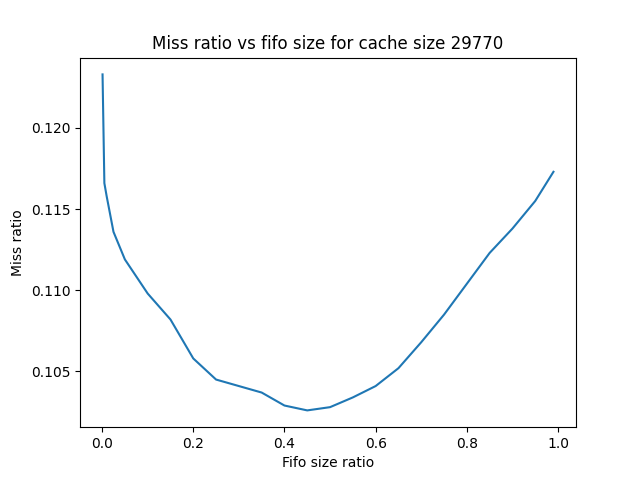 Miss ratio vs fifo size for cache size 29770
0.120
0.115
0.110
0.105
Miss ratio
0.0 0.2 0.4 0.6 0.8 1.0
Fifo size ratio